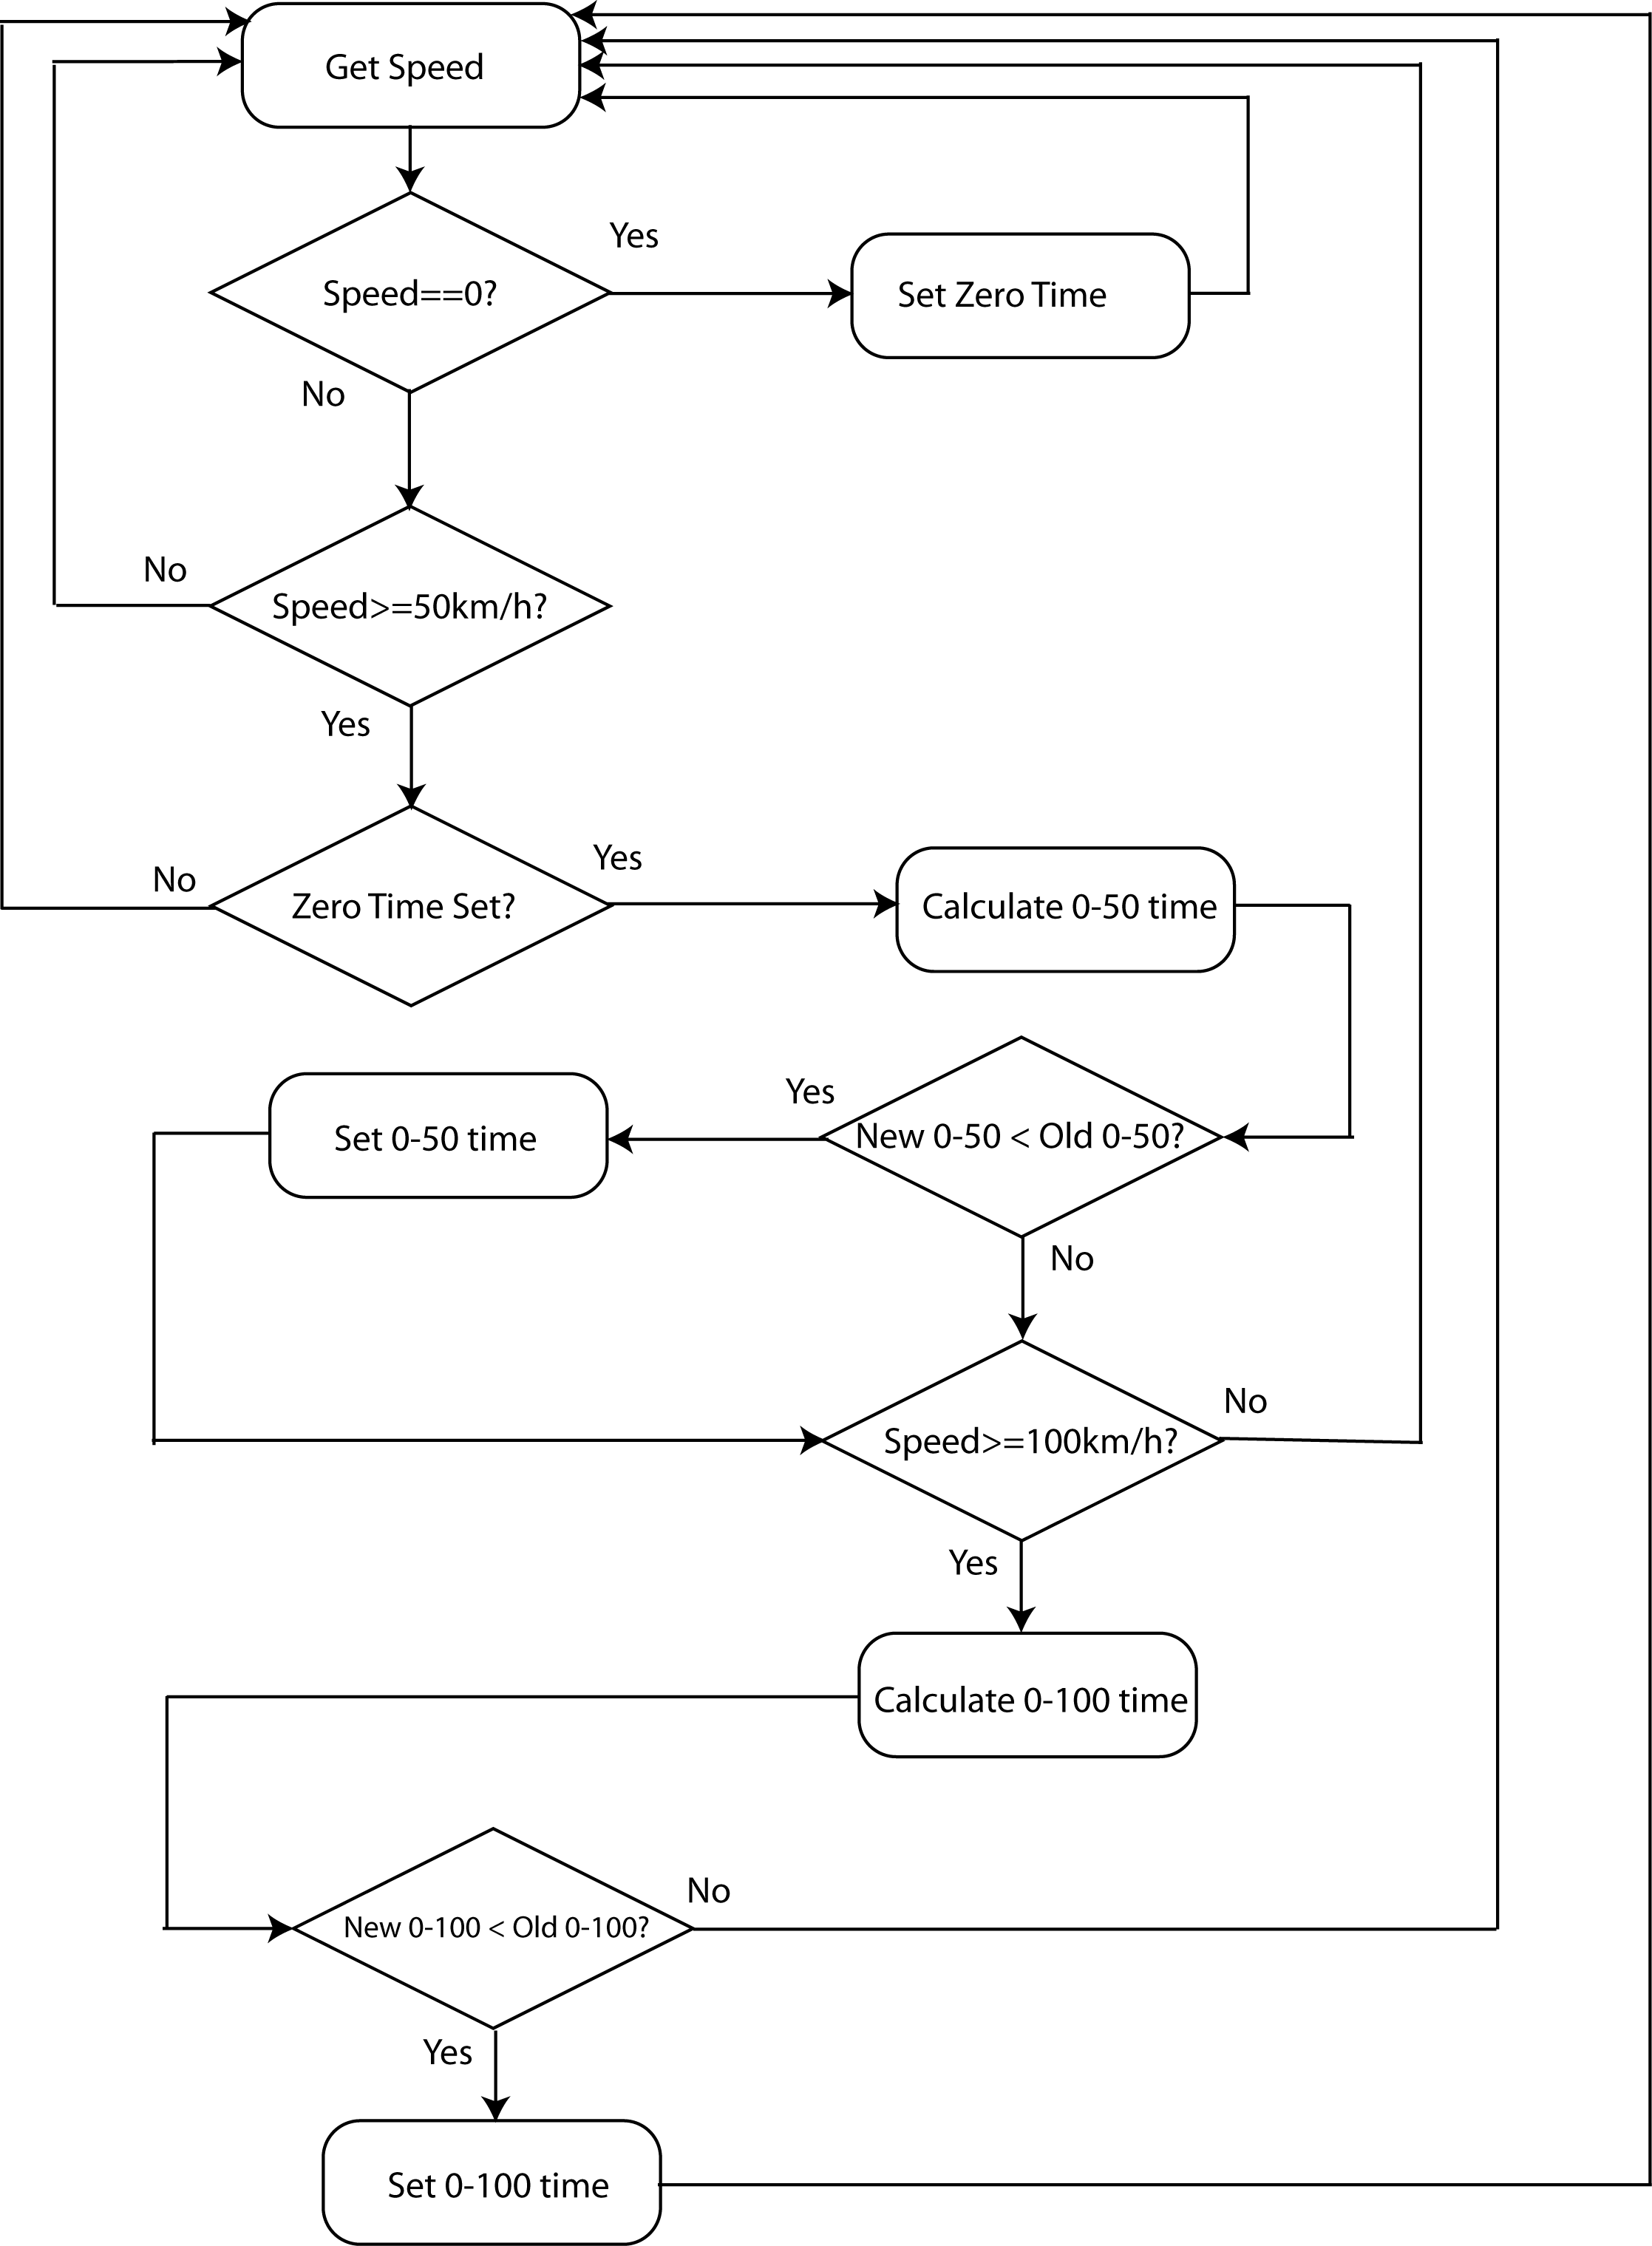 Get Speed
Yes
Speed==0?
Set Zero Time
No
No
Speed>=50km/h?
Yes
Yes
No
Zero Time Set?
Calculate 0-50 time
Yes
New 0-50 < Old 0-50?
Set 0-50 time
No
No
Speed>=100km/h?
Yes
Calculate 0-100 time
No
New 0-100 < Old 0-100?
Yes
Set 0-100 time